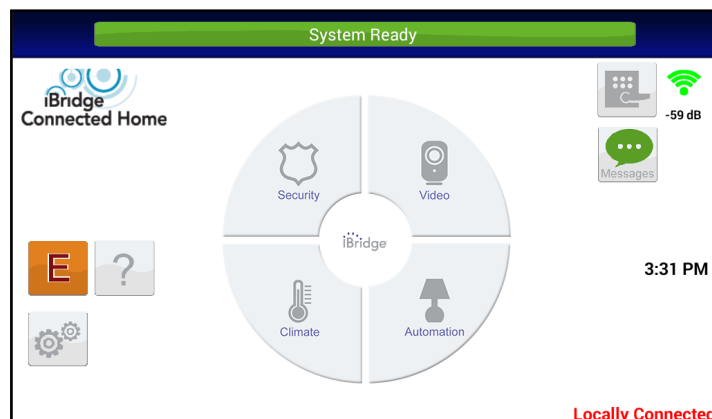 System Ready
iBridge
Connected Home
-59 dB
Messages
Security
Video
iBridge
E
?
3:31 PM
Climate
Automation
Locally Connected